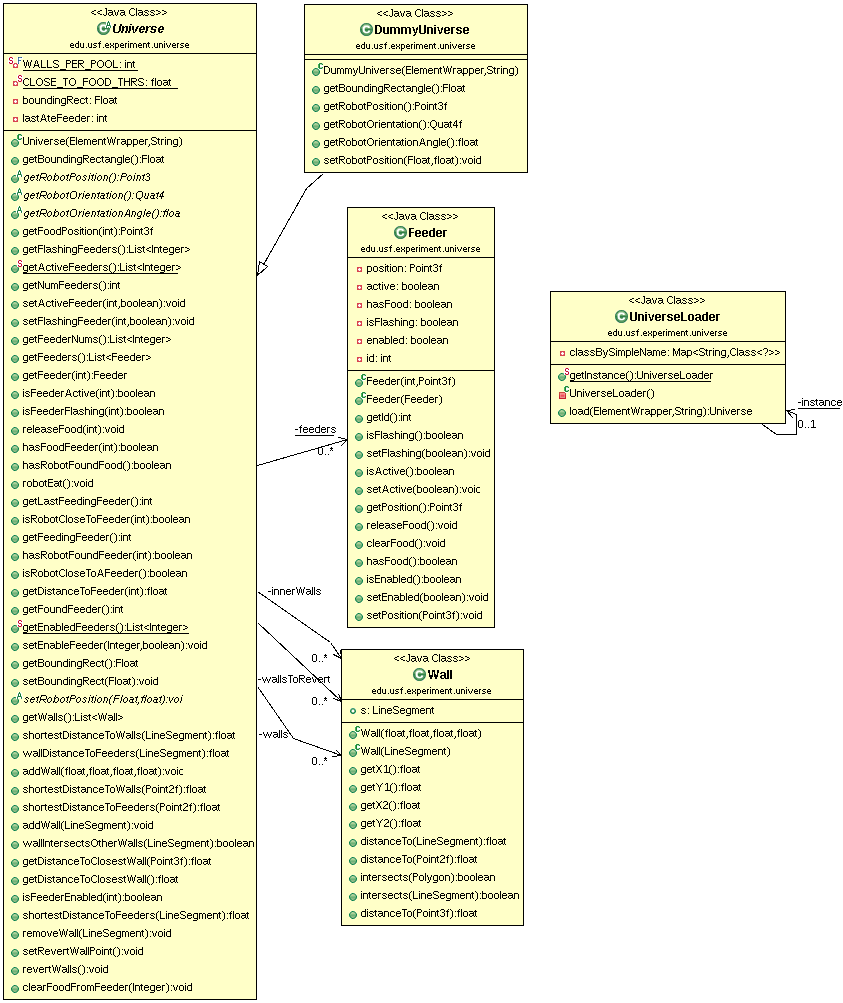 <<Java Class>>
Universe
edu.usf.experiment.universe
WALLS_PER_POOL: int
CLOSE_TO_FOOD_THRS: float
boundingRect: Float
lastAteFeeder: int
Universe(ElementWrapper,String)
getBoundingRectangle():Float
getRobotPosition():Point3
getRobotOrientation():Quat4
getRobotOrientationAngle():floa
getFoodPosition(int):Point3f
getFlashingFeeders():List<Integer>
getActiveFeeders():List<Integer>
getNumFeeders():int
setActiveFeeder(int,boolean):void
setFlashingFeeder(int,bovlean):void
getFeederNums():List<Integer>
getFeeders():List<Feeder>
getFeeder(int):Feeder
isFeederActive(int):boolean
isFeederFlashing(int):boolean
releaseFood(int):void
hasFoodFeeder(int):boolean
hasRobotFoundFood():boolean
robotEat():void
getLastFeedingFeeder():int
isRobotCloseToFeeder(int):boolean
getFeedingFeeder():int
hasRobotFoundFeeder(int):boolean
isRobotCloseToAFeeder():boolean
getDistanceToFeeder(int):float
getFoundFeeder():int
getEnabledFeeders():List<Integer>
setEnableFeeder(Integer,boolean):void
getBoundingRect():Float
setBoundingRect(Float):void
setRobotPosition(Float,float):voi
getWalls():List<Wall>
shortestDistanceToWalls(LineSegment):float
wallDistanceToFeeders(LineSegment):float
addWall(float,float,float,float):voic
shortestDistanceToWalls(Point2f):float
shortestDistanceToFeeders(Point2f):float
addWall(LineSegment):void
wallIntersectsOtherWalls(LineSegment):boolean
getDistanceToClosestWall(Point3f):float
getDistanceToClosestWall():float
isFeederEnabled(int):boolean
shortestDistanceToFeeders(LineSegment):float
removeWall(LineSegment):void
setRevertWallPoint():void
revertWalls():void
clearFoodFromFeeder(Integer):void
<<Java Class>>
DummyUniverse
edu.usf.experiment.universe
DummyUniverse(ElementWrapper,String)
getBoundingRectangle():Float
getRobotPosition():Point3f
getRobotOrientation():Quat4f
getRobotOrientationAngle():float
setRobotPosition(Float,float):void
<<Java Class>>
Feeder
edu.usf.experiment.universe
position: Point3f
active: boolean
hasFood: boolean
isFlashing: boolean
enabled: boolean
id: int
Feeder(int,Point3f)
Feeder(Feeder)
getId():int
isFlashing():boolean
setFlashing(boolean):void
isActive():boolean
setActive(boolean):voic
getPosition():Point3f
releaseFood():void
clearFood():void
hasFood():boolean
isEnabled():boolean
setEnabled(boolean):void
setPosition(Point3f):void
-feeders
0..*
<<Java Class>>
UniverseLoader
edu.usf.experiment.universe
classBySimpleName: Map<String,Class<?>>
getInstance():UniverseLoader
UniverseLoader()
load(ElementWrapper,String):Universe
-instance
0..1
-innerWalls
0..*
-wallsToRevert
0..*
-walls
0..*
<<Java Class>>
Wall
edu.usf.experiment.universe
s: LineSegment
Wall(float,float,float,float)
Wall(LineSegment)
getX1():float
getY1():float
getX2():float
getY2():float
distanceTo(LineSegment):float
distanceTo(Point2f):float
intersects(Polygon):boolean
intersects(LineSegment):boolean
distanceTo(Point3f):float